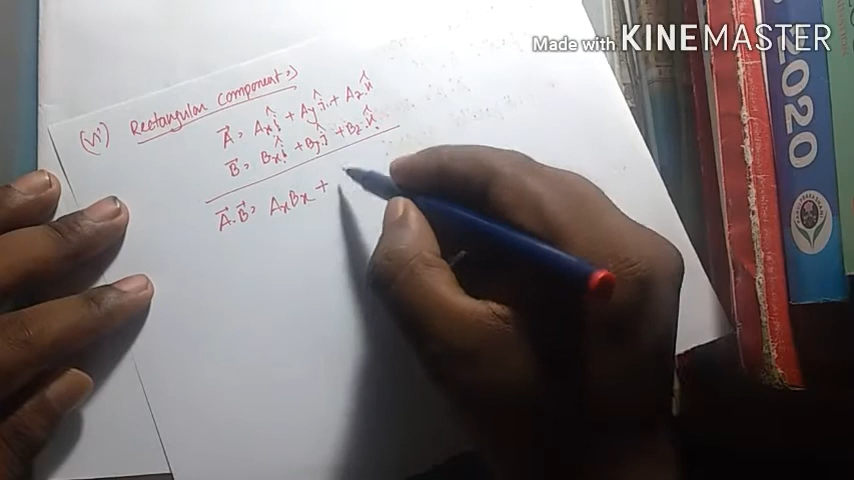 Made with KINEMASTER
(vi) Rectangular component :)
A⃗ = Axî + Ayĵ + Azk̂
B⃗ = Bxî + Byĵ + Bzk̂
A⃗.B⃗ = AxBx +
2020